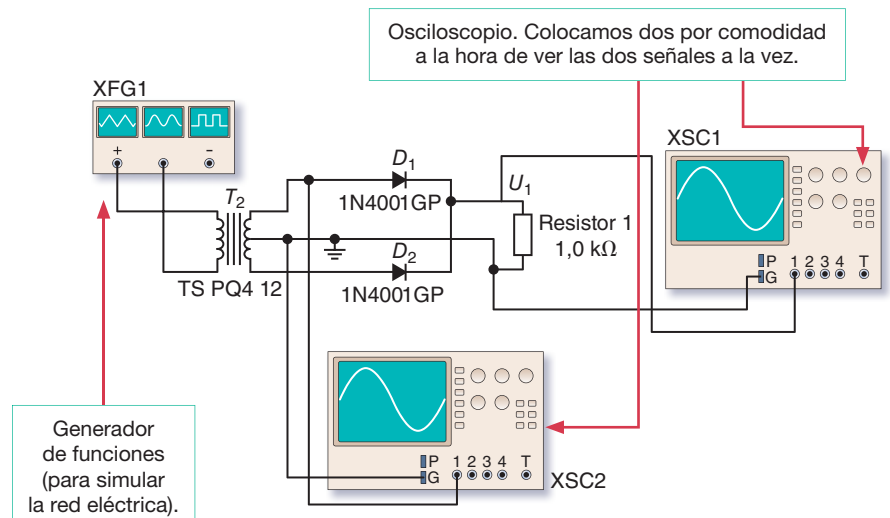 Osciloscopio. Colocamos dos por comodidad
a la hora de ver las dos señales a la vez.
XFG1
+
–
XSC1
D1
1N4001GP
U1
T2
Resistor 1
1,0 kΩ
D2
1N4001GP
TS PQ4 12
P
G
1 2 3 4 T
Generador
de funciones
(para simular
la red eléctrica).
P
G
1 2 3 4 T
XSC2